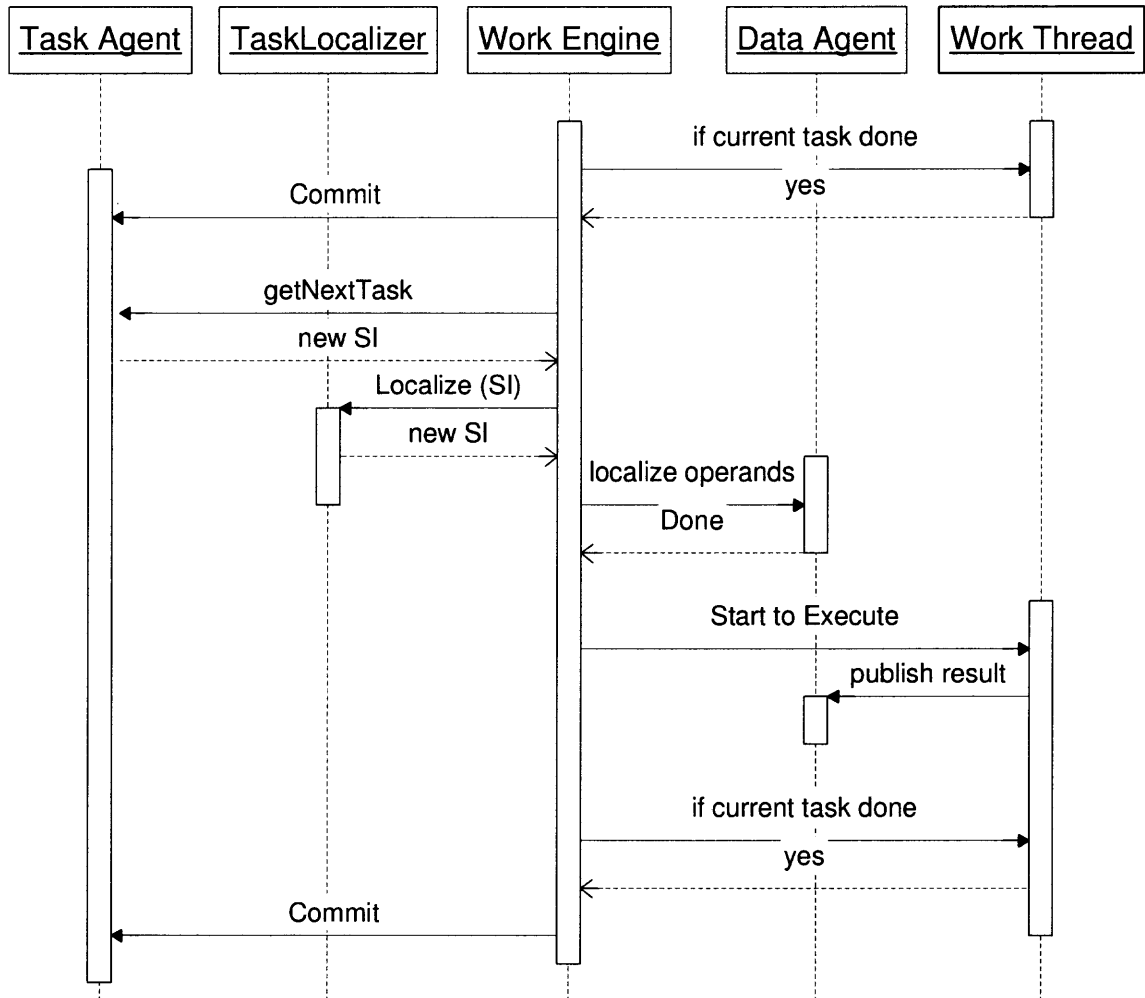 Task Agent
TaskLocalizer
Work Engine
Data Agent
Work Thread
if current task done
yes
Commit
getNextTask
new SI
Localize (SI)
new SI
localize operands
Done
Start to Execute
publish result
if current task done
yes
Commit